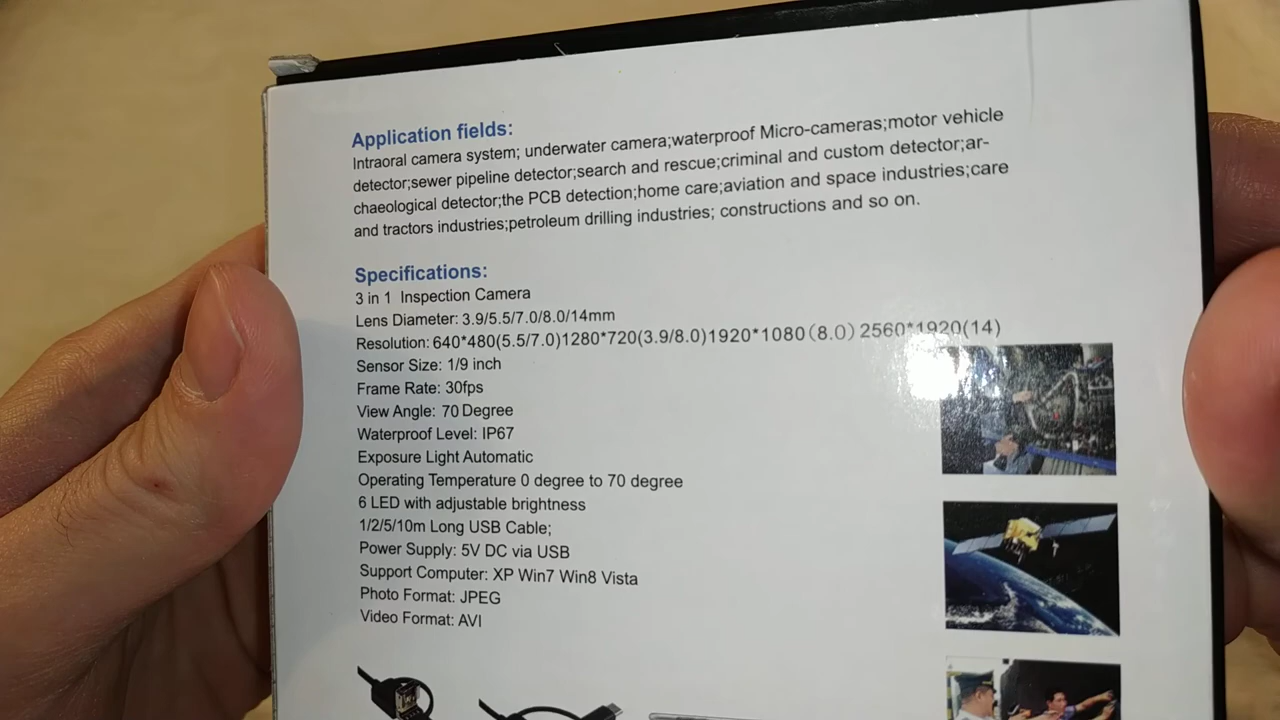 Application fields:
Intraoral camera system; underwater camera;waterproof Micro-cameras;motor vehicle
detector;sewer pipeline detector;search and rescue;criminal and custom detector;ar-
chaeological detector;the PCB detection;home care;aviation and space industries;care
and tractors industries;petroleum drilling industries; constructions and so on.
Specifications:
3 in 1 Inspection Camera
Lens Diameter: 3.9/5.5/7.0/8.0/14mm
Resolution: 640*480(5.5/7.0)1280*720(3.9/8.0)1920*1080(8.0) 2560*1920(14)
Sensor Size: 1/9 inch
Frame Rate: 30fps
View Angle: 70 Degree
Waterproof Level: IP67
Exposure Light Automatic
Operating Temperature 0 degree to 70 degree
6 LED with adjustable brightness
1/2/5/10m Long USB Cable;
Power Supply: 5V DC via USB
Support Computer: XP Win7 Win8 Vista
Photo Format: JPEG
Video Format: AVI